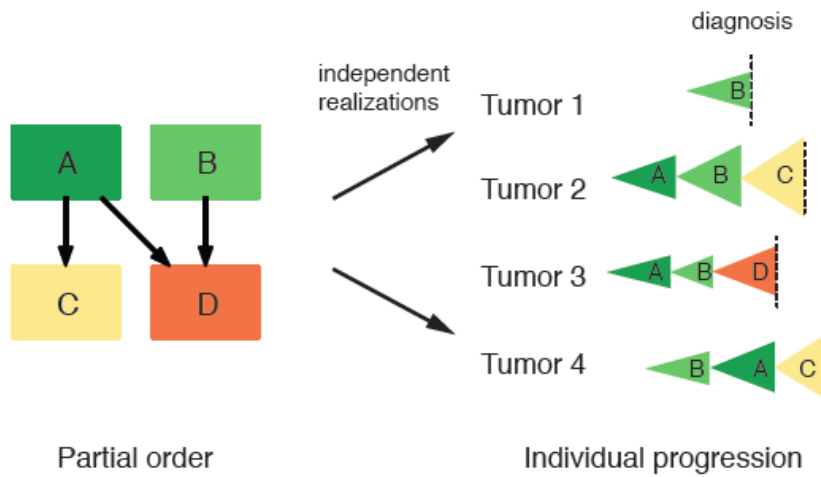 diagnosis
independent
realizations
Tumor 1
B
A
B
Tumor 2
A
B
C
C
D
Tumor 3
A
B
D
Tumor 4
B
A
C
Partial order
Individual progression